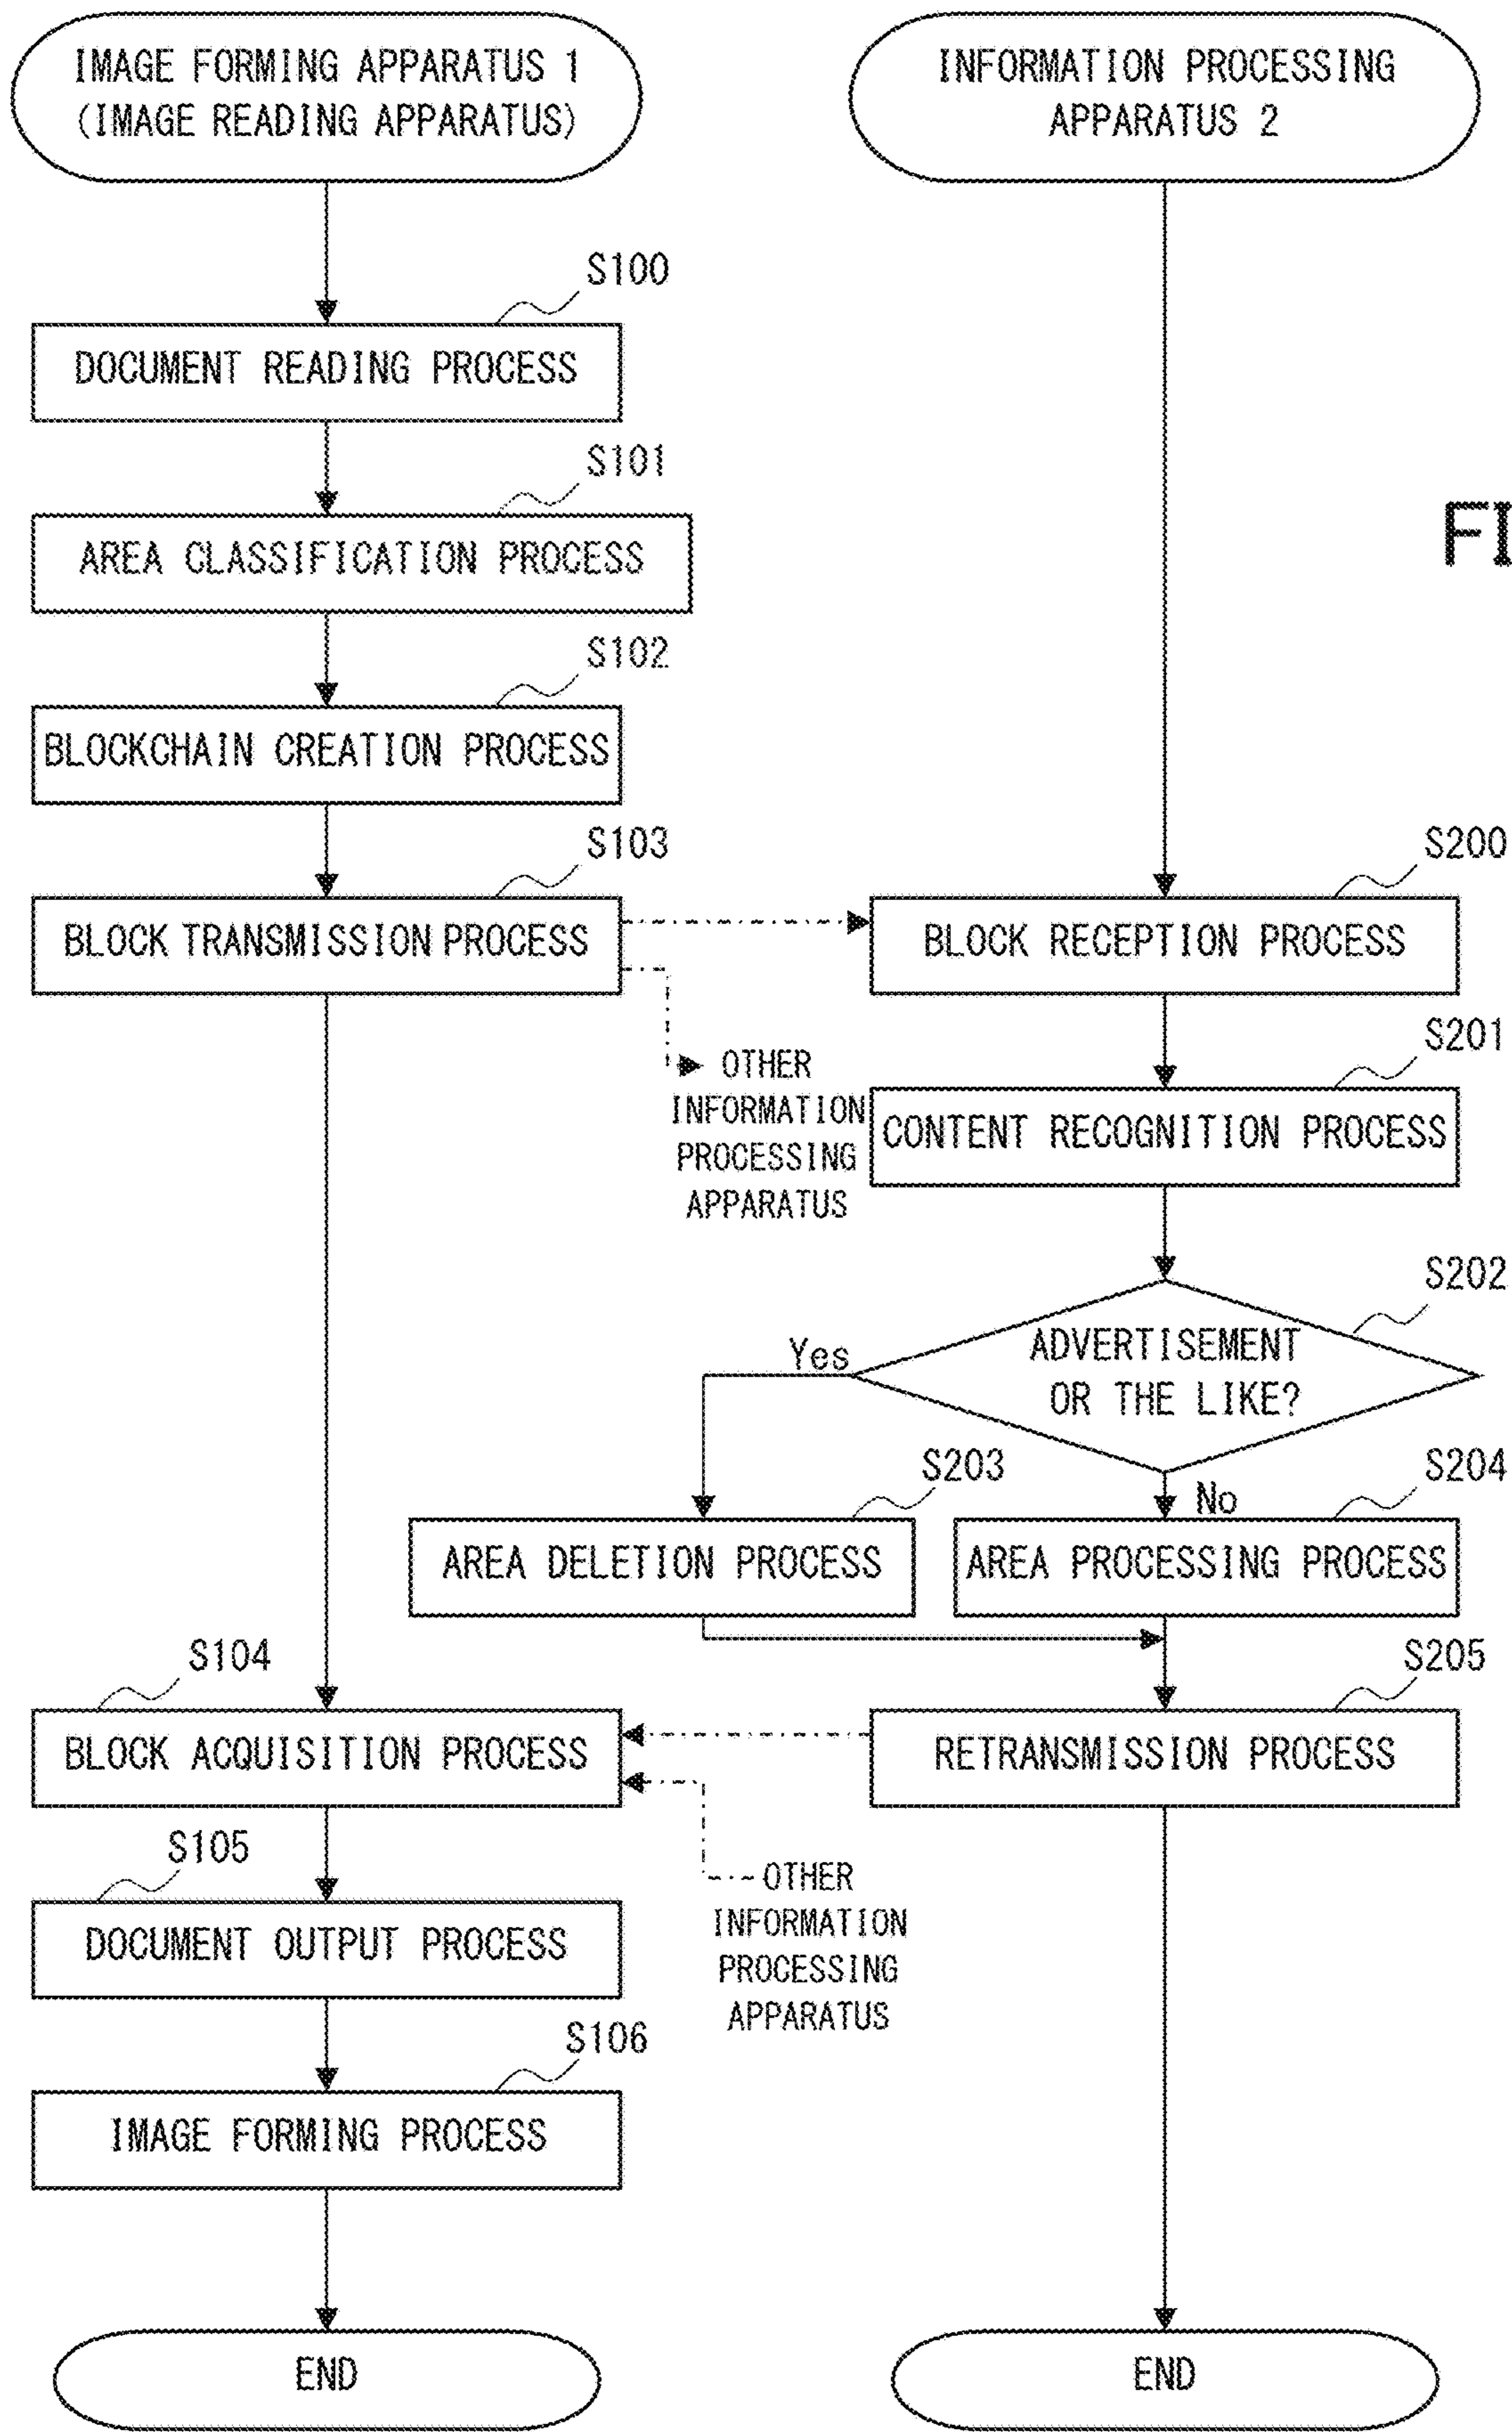 IMAGE FORMING APPARATUS 1
(IMAGE READING APPARATUS)
INFORMATION PROCESSING
APPARATUS 2
S100
DOCUMENT READING PROCESS
S101
AREA CLASSIFICATION PROCESS
FI
S102
BLOCKCHAIN CREATION PROCESS
S103
BLOCK TRANSMISSION PROCESS
S200
BLOCK RECEPTION PROCESS
OTHER
INFORMATION
PROCESSING
APPARATUS
S201
CONTENT RECOGNITION PROCESS
S202
ADVERTISEMENT
OR THE LIKE?
Yes
No
S203
AREA DELETION PROCESS
S204
AREA PROCESSING PROCESS
S104
BLOCK ACQUISITION PROCESS
S205
RETRANSMISSION PROCESS
OTHER
INFORMATION
PROCESSING
APPARATUS
S105
DOCUMENT OUTPUT PROCESS
S106
IMAGE FORMING PROCESS
END
END